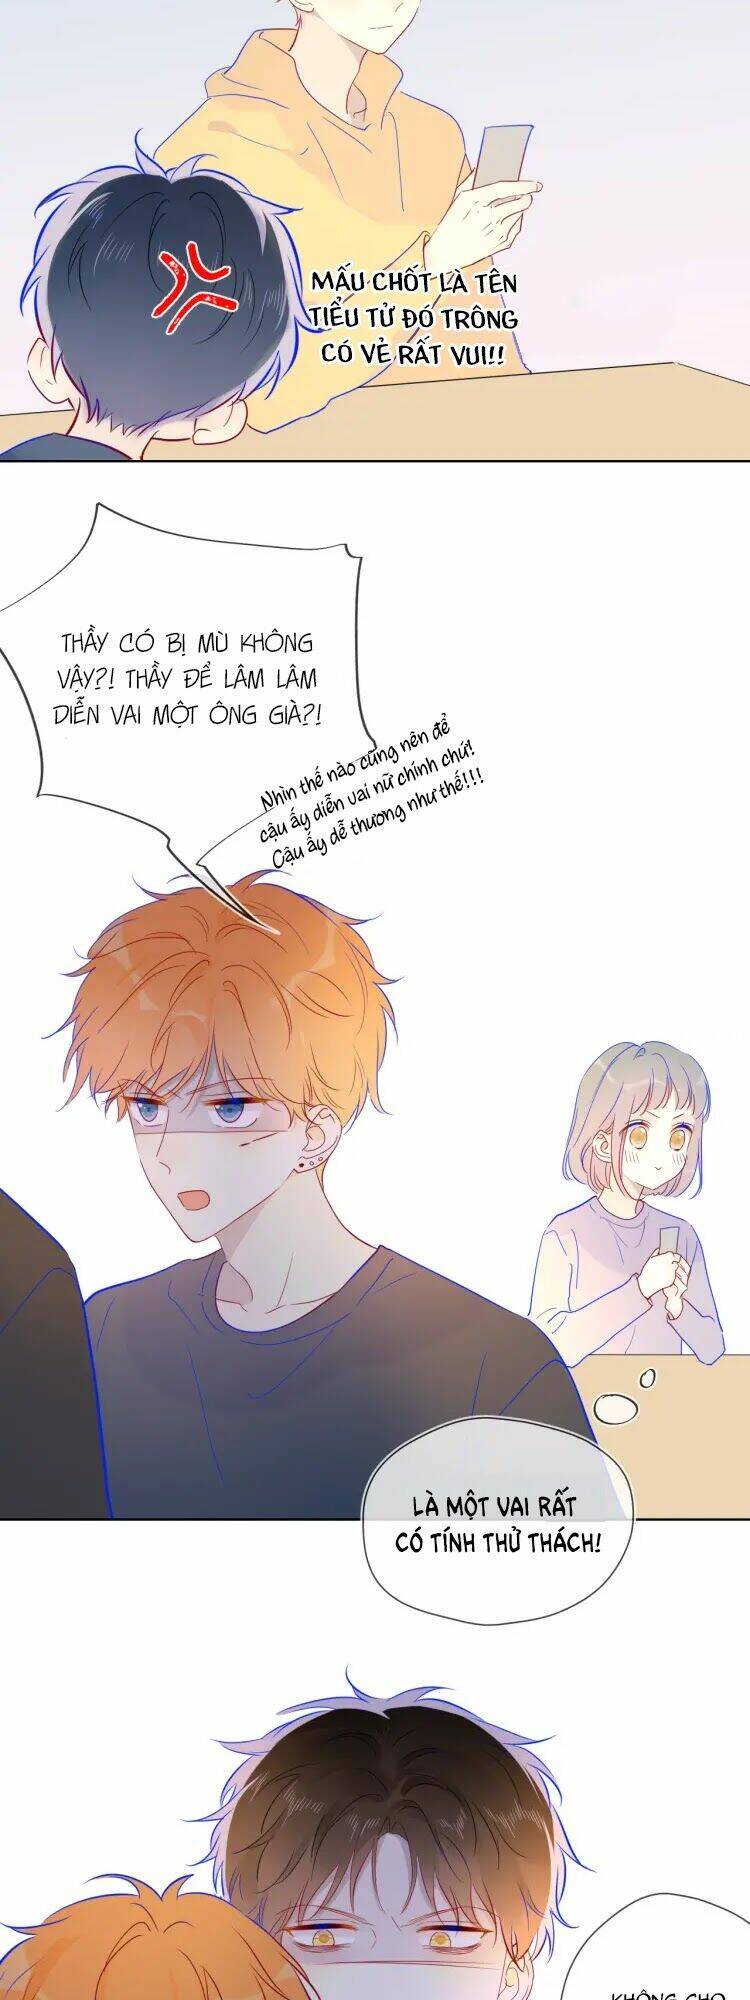 MẤU CHỐT LÀ TÊN
TIỂU TỬ ĐÓ TRÔNG
CÓ VẺ RẤT VUI!!
THẦY CÓ BỊ MÙ KHÔNG
VẬY?! THẦY ĐỂ LÂM LÂM
DIỄN VAI MỘT ÔNG GIÀ?!
Nhìn thế nào cũng nên để
cậu ấy diễn vai nữ chính chứ!
Cậu ấy dễ thương như thế!!!
LÀ MỘT VAI RẤT
CÓ TÍNH THỬ THÁCH!
KHÔNG CHO